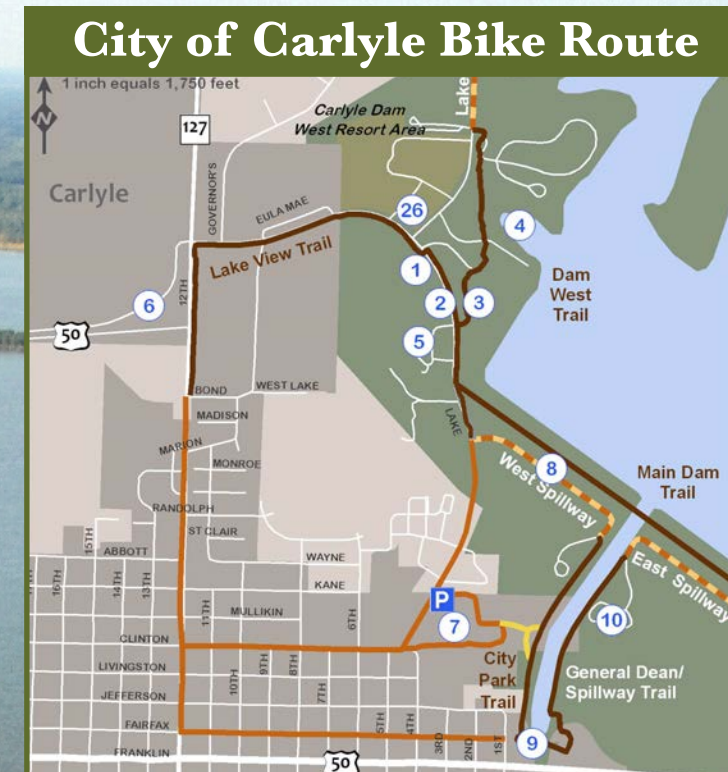 City of Carlyle Bike Route
1 inch equals 1,750 feet
N
127
Carlyle Dam
West Resort Area
Lake
Carlyle
GOVERNOR'S
EULA MAE
Lake View Trail
26
4
1
Dam
West
Trail
6
12TH
2
3
50
5
BOND
WEST LAKE
MADISON
LAKE
MARION
MONROE
8
West Spillway
Main Dam
Trail
RANDOLPH
ST CLAIR
15TH
ABBOTT
WAYNE
East Spillway
16TH
14TH
13TH
KANE
P
11TH
MULLIKIN
6TH
7
10
CLINTON
City
Park
Trail
General Dean/
Spillway Trail
LIVINGSTON
10TH
9TH
8TH
7TH
JEFFERSON
FAIRFAX
5TH
4TH
3RD
2ND
1ST
9
FRANKLIN
50